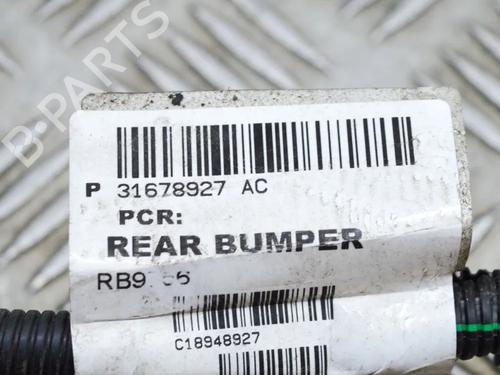 P 31678927 AC
PCR:
REAR BUMPER
C18948927
B-PARTS